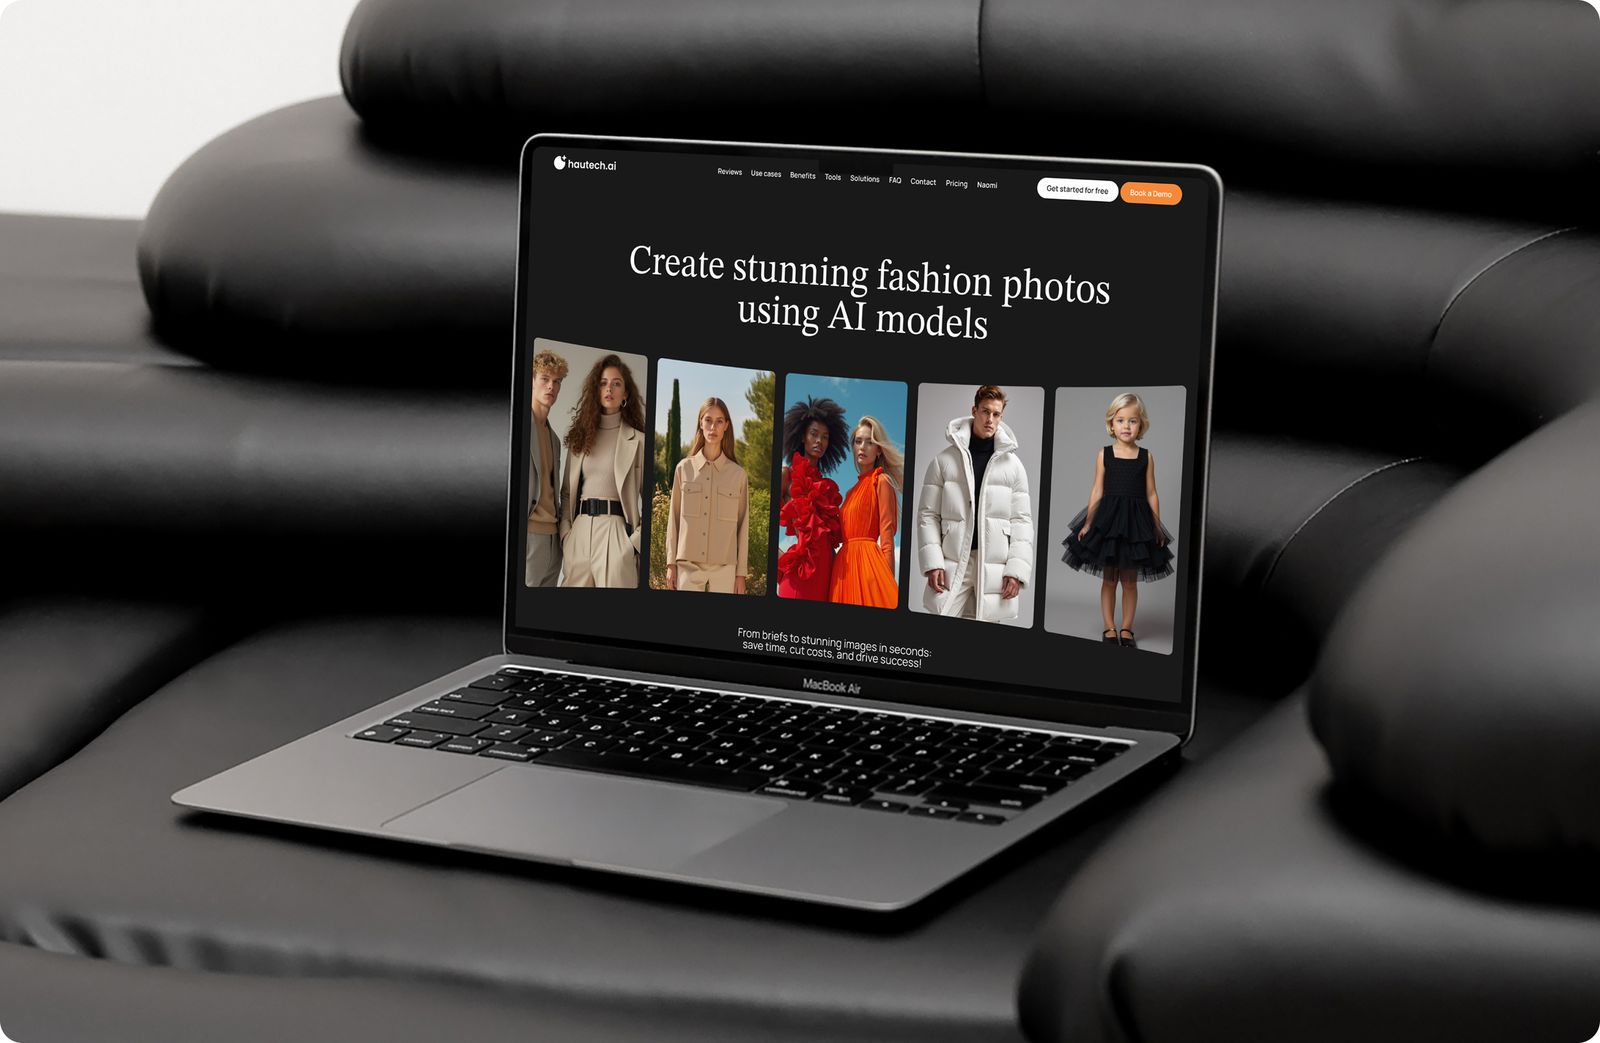 hautech.ai
Reviews Use cases Benefits Tools Solutions FAQ Contact Pricing Naomi
Get started for free
Book a Demo
Create stunning fashion photos
using AI models
From briefs to stunning images in seconds:
save time, cut costs, and drive success!
MacBook Air
Q W E R T Y U I O P
A S D F G H J K L
Z X C V B N M
command
option